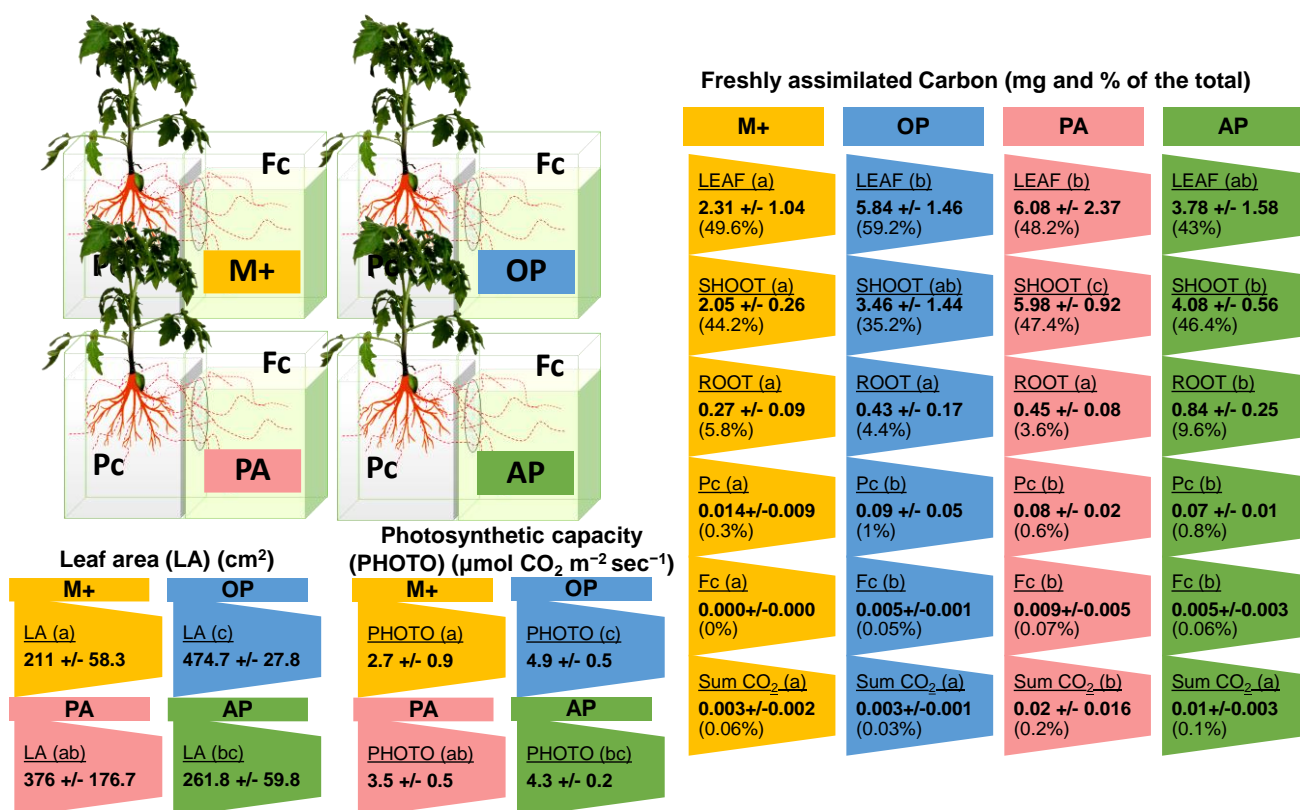 Fc
Pc
M+
Fc
Pc
OP
Fc
Pc
PA
Fc
Pc
AP
Leaf area (LA) (cm²)
M+
OP
LA (a)
211 +/- 58.3
LA (c)
474.7 +/- 27.8
PA
AP
LA (ab)
376 +/- 176.7
LA (bc)
261.8 +/- 59.8
Photosynthetic capacity
(PHOTO) (μmol CO₂ m⁻² sec⁻¹)
M+
OP
PHOTO (a)
2.7 +/- 0.9
PHOTO (c)
4.9 +/- 0.5
PA
AP
PHOTO (ab)
3.5 +/- 0.5
PHOTO (bc)
4.3 +/- 0.2
Freshly assimilated Carbon (mg and % of the total)
M+
OP
PA
AP
LEAF (a)
2.31 +/- 1.04
(49.6%)
LEAF (b)
5.84 +/- 1.46
(59.2%)
LEAF (b)
6.08 +/- 2.37
(48.2%)
LEAF (ab)
3.78 +/- 1.58
(43%)
SHOOT (a)
2.05 +/- 0.26
(44.2%)
SHOOT (ab)
3.46 +/- 1.44
(35.2%)
SHOOT (c)
5.98 +/- 0.92
(47.4%)
SHOOT (b)
4.08 +/- 0.56
(46.4%)
ROOT (a)
0.27 +/- 0.09
(5.8%)
ROOT (a)
0.43 +/- 0.17
(4.4%)
ROOT (a)
0.45 +/- 0.08
(3.6%)
ROOT (b)
0.84 +/- 0.25
(9.6%)
Pc (a)
0.014+/-0.009
(0.3%)
Pc (b)
0.09 +/- 0.05
(1%)
Pc (b)
0.08 +/- 0.02
(0.6%)
Pc (b)
0.07 +/- 0.01
(0.8%)
Fc (a)
0.000+/-0.000
(0%)
Fc (b)
0.005+/-0.001
(0.05%)
Fc (b)
0.009+/-0.005
(0.07%)
Fc (b)
0.005+/-0.003
(0.06%)
Sum CO₂ (a)
0.003+/-0.002
(0.06%)
Sum CO₂ (a)
0.003+/-0.001
(0.03%)
Sum CO₂ (b)
0.02 +/- 0.016
(0.2%)
Sum CO₂ (a)
0.01+/-0.003
(0.1%)